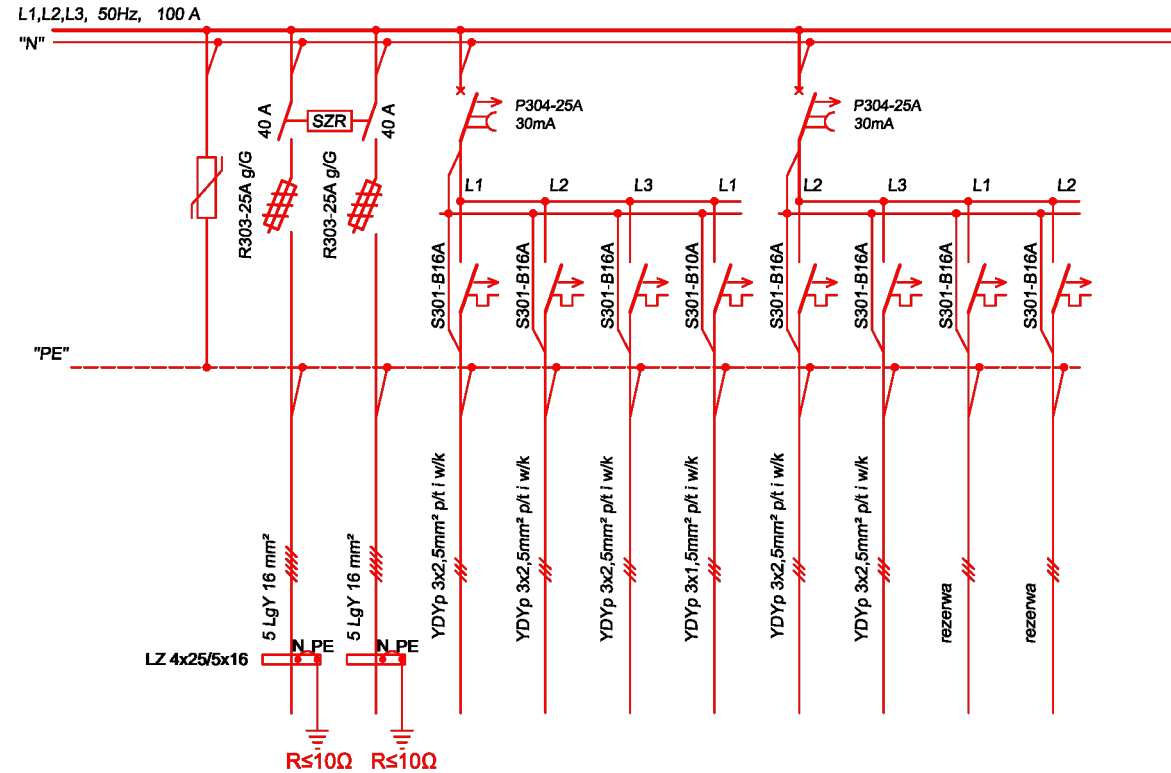 L1,L2,L3, 50Hz, 100 A
"N"
40 A
SZR
40 A
P304-25A
30mA
P304-25A
30mA
R303-25A g/G
R303-25A g/G
L1
L2
L3
L1
L2
L3
L1
L2
S301-B16A
S301-B16A
S301-B16A
S301-B10A
S301-B16A
S301-B16A
S301-B16A
S301-B16A
"PE"
5 LgY 16 mm²
5 LgY 16 mm²
YDYp 3x2,5mm² p/t i w/k
YDYp 3x2,5mm² p/t i w/k
YDYp 3x2,5mm² p/t i w/k
YDYp 3x1,5mm² p/t i w/k
YDYp 3x2,5mm² p/t i w/k
YDYp 3x2,5mm² p/t i w/k
rezerwa
rezerwa
N PE
N PE
LZ 4x25/5x16
R≤10Ω
R≤10Ω